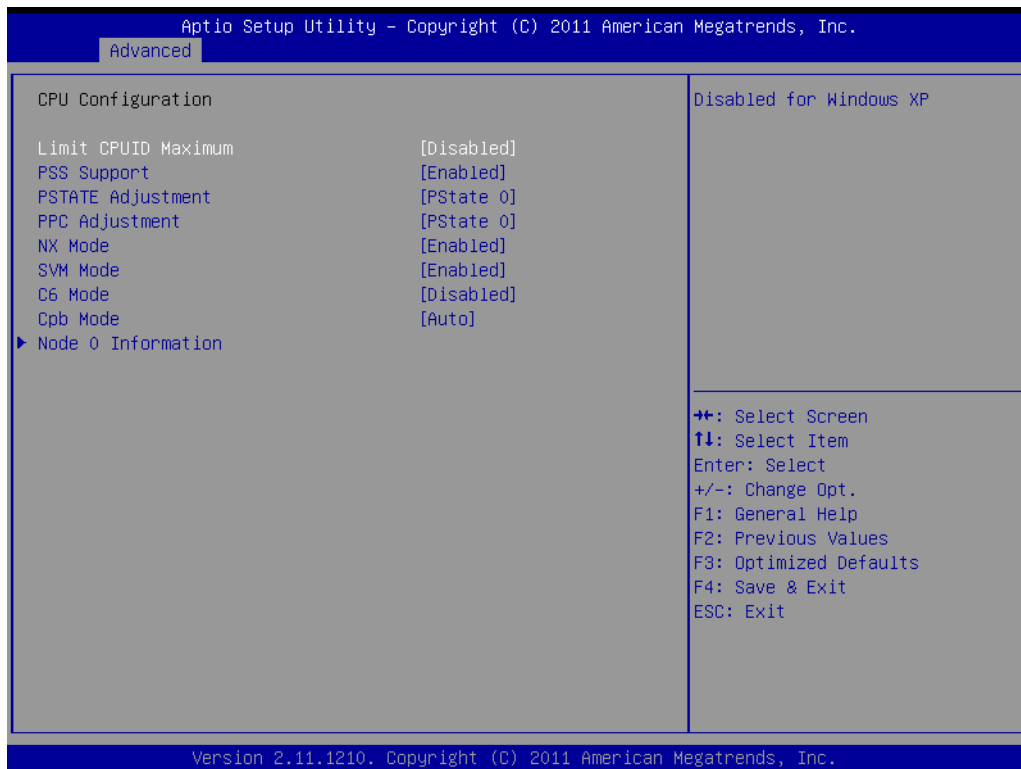 Aptio Setup Utility – Copyright (C) 2011 American Megatrends, Inc.
Advanced
CPU Configuration
Limit CPUID Maximum [Disabled]
PSS Support [Enabled]
PSTATE Adjustment [PState 0]
PPC Adjustment [PState 0]
NX Mode [Enabled]
SVM Mode [Enabled]
C6 Mode [Disabled]
Cpb Mode [Auto]
▶ Node 0 Information
Disabled for Windows XP
→←: Select Screen
↑↓: Select Item
Enter: Select
+/-: Change Opt.
F1: General Help
F2: Previous Values
F3: Optimized Defaults
F4: Save & Exit
ESC: Exit
Version 2.11.1210. Copyright (C) 2011 American Megatrends, Inc.